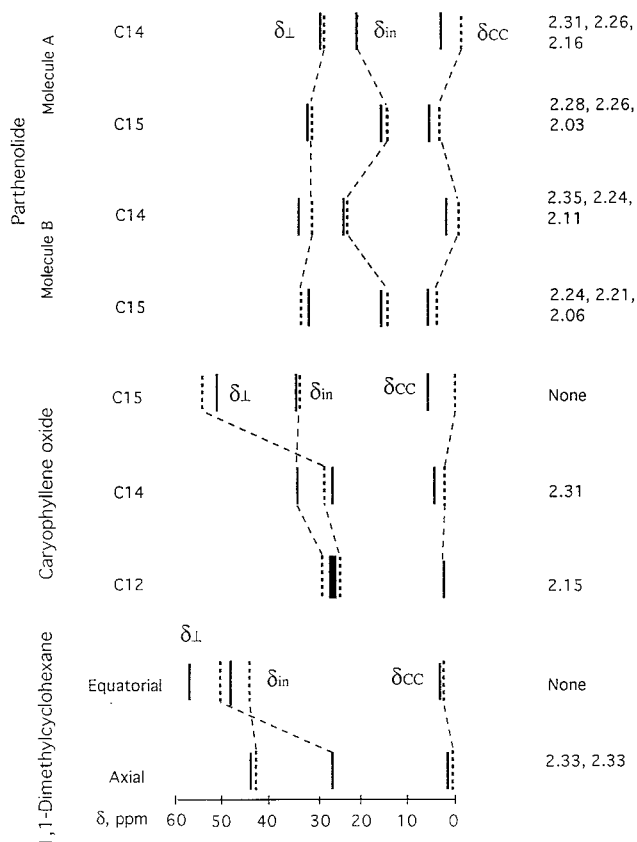 Parthenolide
Molecule A
C14
δ⊥
δin
δCC
2.31, 2.26,
2.16
C15
2.28, 2.26,
2.03
Molecule B
C14
2.35, 2.24,
2.11
C15
2.24, 2.21,
2.06
Caryophyllene oxide
C15
δ⊥
δin
δCC
None
C14
2.31
C12
2.15
1,1-Dimethylcyclohexane
δ⊥
Equatorial
δin
δCC
None
Axial
2.33, 2.33
δ, ppm
60
40
30
20
10
0